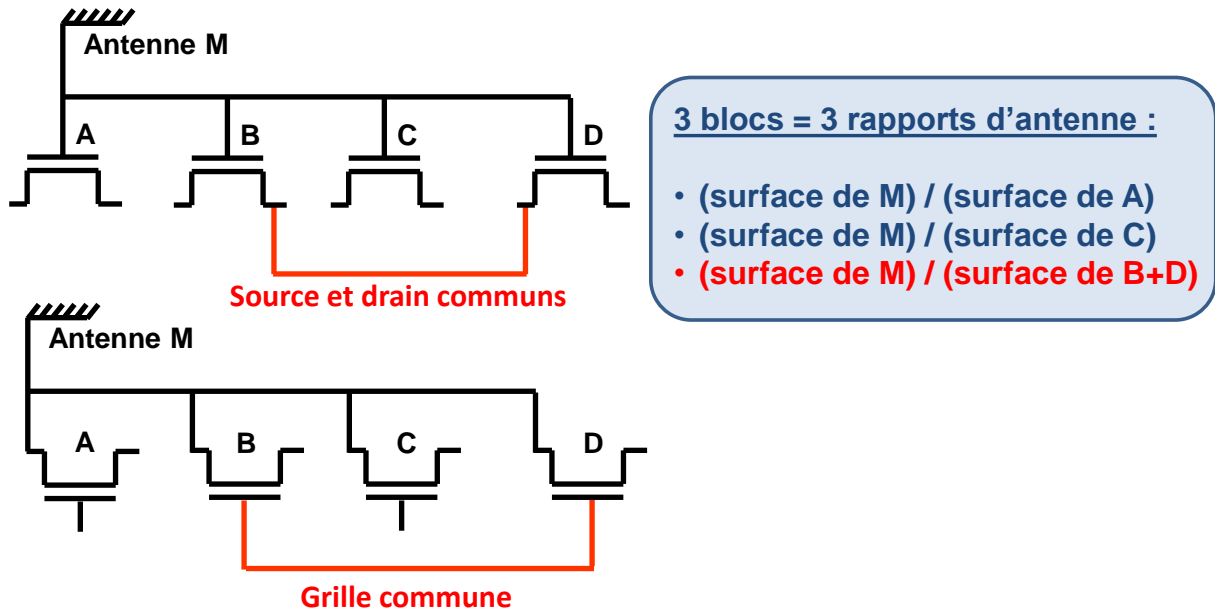 Antenne M
A
B
C
D
Source et drain communs
3 blocs = 3 rapports d'antenne :
• (surface de M) / (surface de A)
• (surface de M) / (surface de C)
• (surface de M) / (surface de B+D)
Antenne M
A
B
C
D
Grille commune